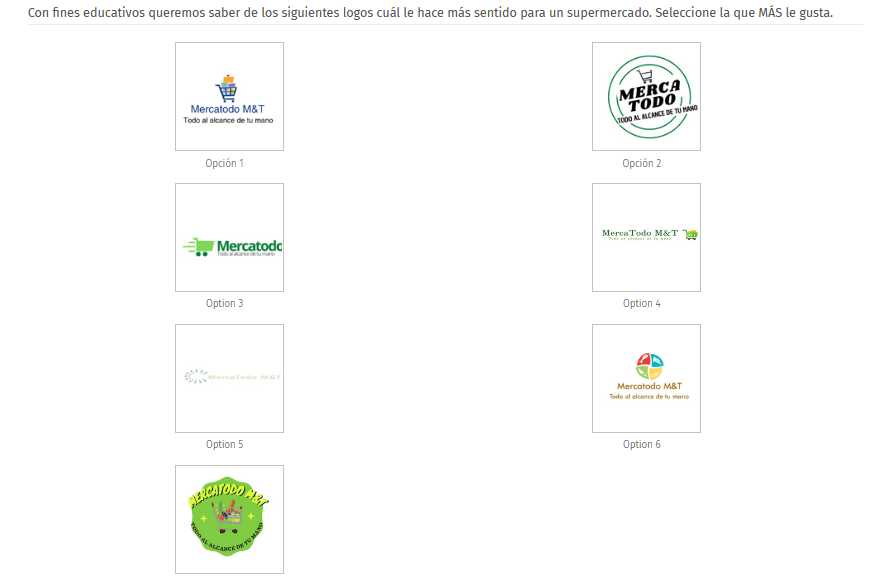 Con fines educativos queremos saber de los siguientes logos cuál le hace más sentido para un supermercado. Seleccione la que MÁS le gusta.
Mercatodo M&T
Todo al alcance de tu mano
Opción 1
MERCA
TODO
TODO AL ALCANCE DE TU MANO
Opción 2
Mercatodo
Todo al alcance de tu mano
Option 3
MercaTodo M&T
Todo al alcance de tu mano
Option 4
MercaTodo M&T
Option 5
Mercatodo M&T
Todo al alcance de tu mano
Option 6
MERCATODO M&T
TODO AL ALCANCE DE TU MANO